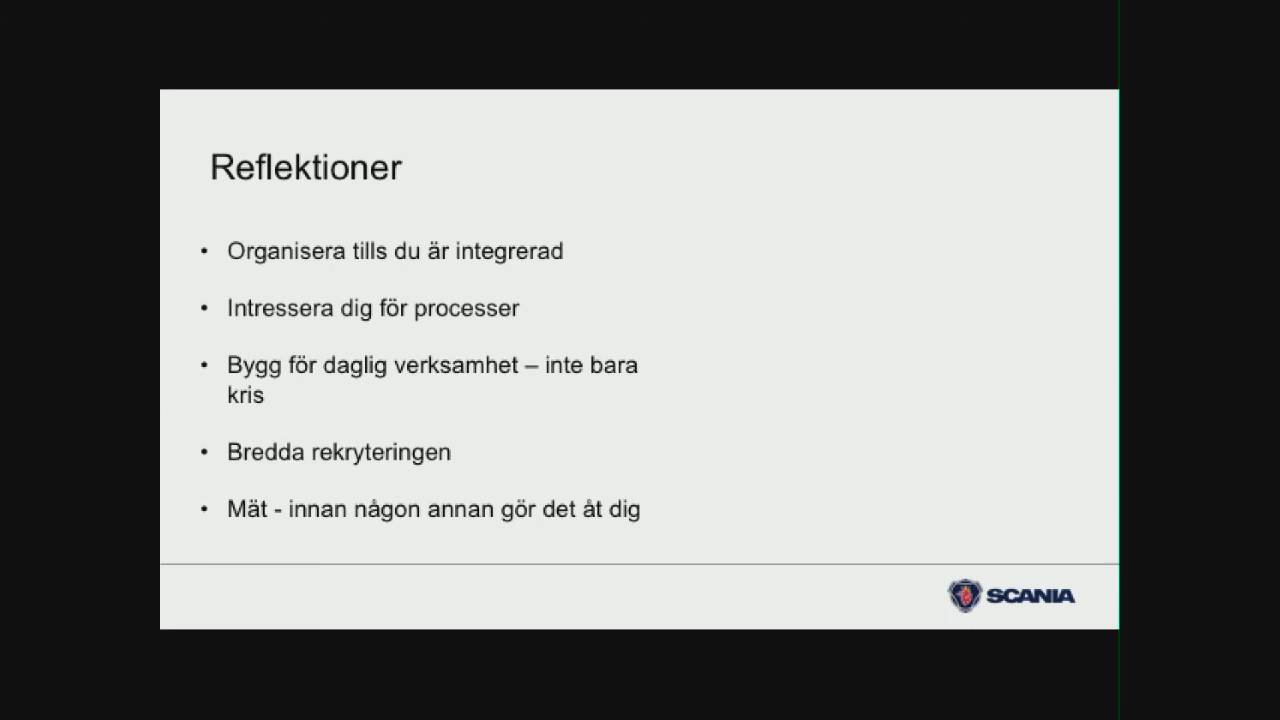 Reflektioner
• Organisera tills du är integrerad
• Intressera dig för processer
• Bygg för daglig verksamhet – inte bara
kris
• Bredda rekryteringen
• Mät - innan någon annan gör det åt dig
SCANIA